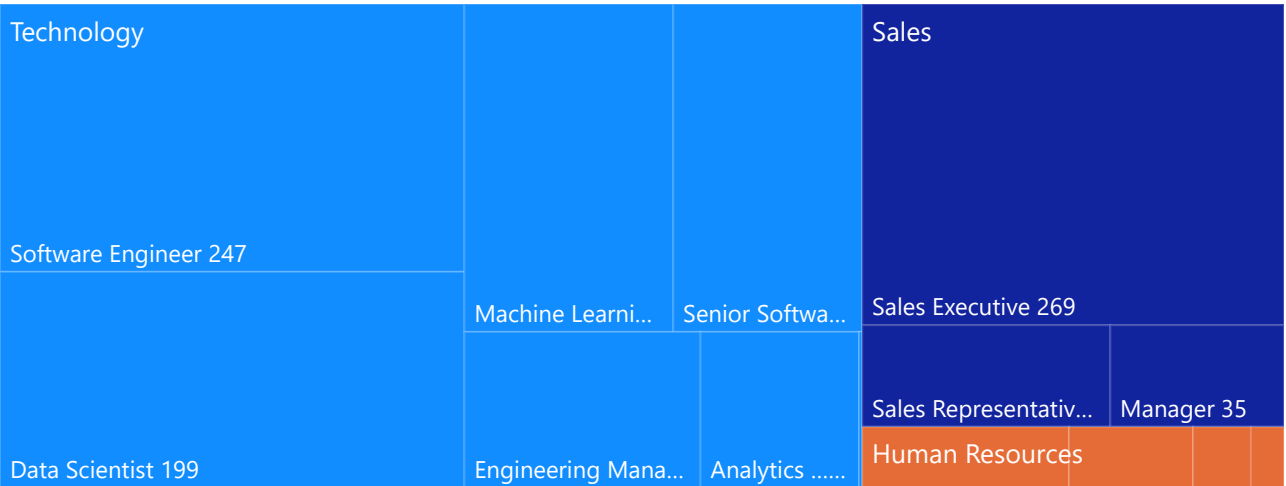 Technology
Software Engineer 247
Data Scientist 199
Machine Learni...
Senior Softwa...
Engineering Mana...
Analytics ......
Sales
Sales Executive 269
Sales Representativ...
Manager 35
Human Resources